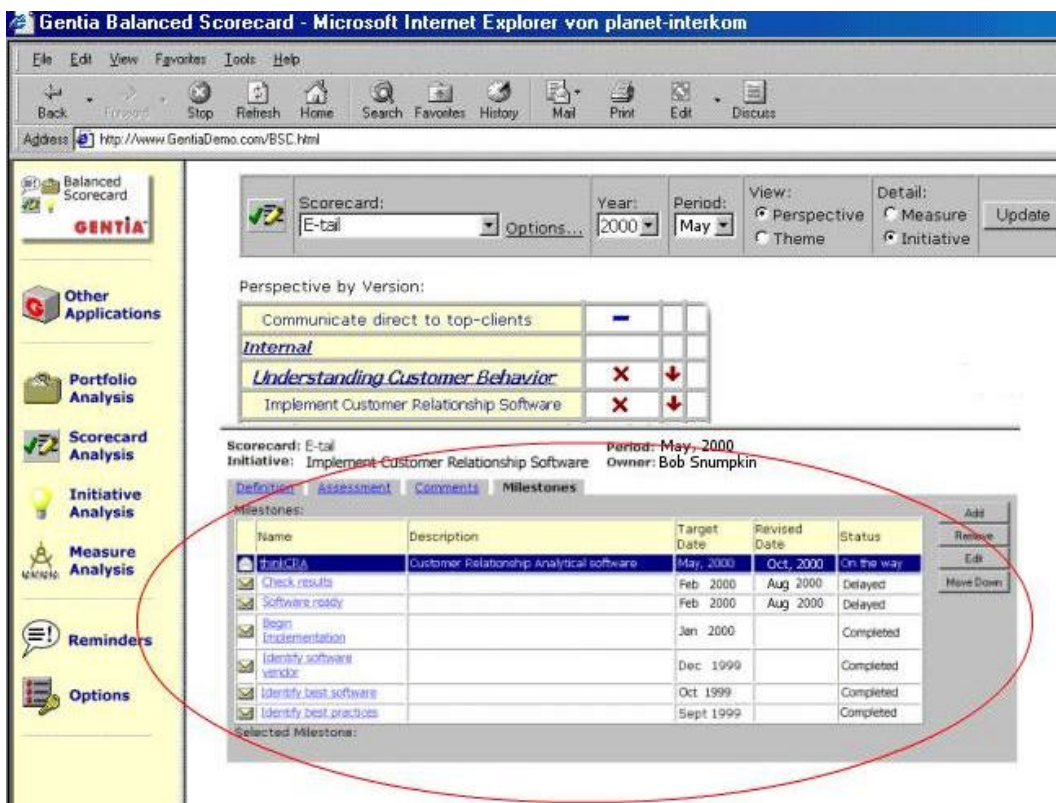 Gentia Balanced Scorecard - Microsoft Internet Explorer von planet-interkom
File Edit View Favorites Tools Help
Back Forward Stop Refresh Home Search Favorites History Mail Print Edit Discuss
Address http://www.GentiaDemo.com/BSC.html
Balanced
Scorecard
GENTIA
Other
Applications
Portfolio
Analysis
Scorecard
Analysis
Initiative
Analysis
Measure
Analysis
Reminders
Options
Scorecard: Year: Period: View: Detail:
E-tail Options... 2000 May Perspective Measure Update
Theme Initiative
Perspective by Version:
Communicate direct to top-clients
Internal
Understanding Customer Behavior
Implement Customer Relationship Software
Scorecard: E-tail Period: May, 2000
Initiative: Implement Customer Relationship Software Owner: Bob Snumpkin
Definition Assessment Comments Milestones
Milestones:
Name Description Target Date Revised Date Status
thinkCRA Customer Relationship Analytical software May, 2000 Oct, 2000 On the way
Check results Feb 2000 Aug 2000 Delayed
Software ready Feb 2000 Aug 2000 Delayed
Begin Implementation Jan 2000 Completed
Identify software vendor Dec 1999 Completed
Identify best software Oct 1999 Completed
Identify best practices Sept 1999 Completed
Selected Milestone:
Add
Remove
Edit
Move Down